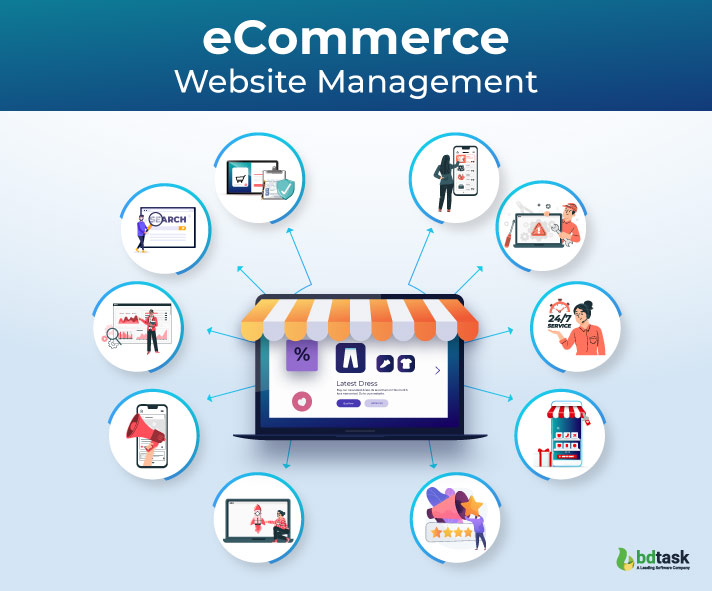 eCommerce
Website Management
SEARCH
24/7
SERVICE
%
Latest Dress
bdtask
A Leading Software Company